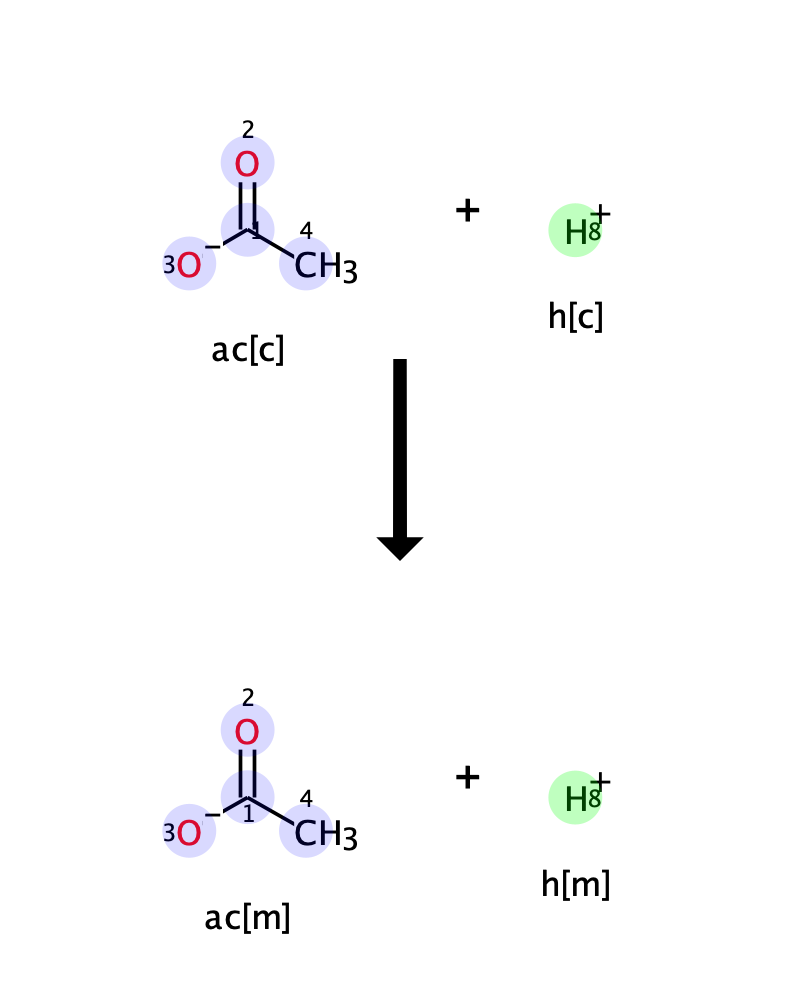 2
O
1
4
3 O − CH3
+
H 8 +
ac[c]
h[c]
2
O
1
4
3 O − CH3
+
H 8 +
ac[m]
h[m]